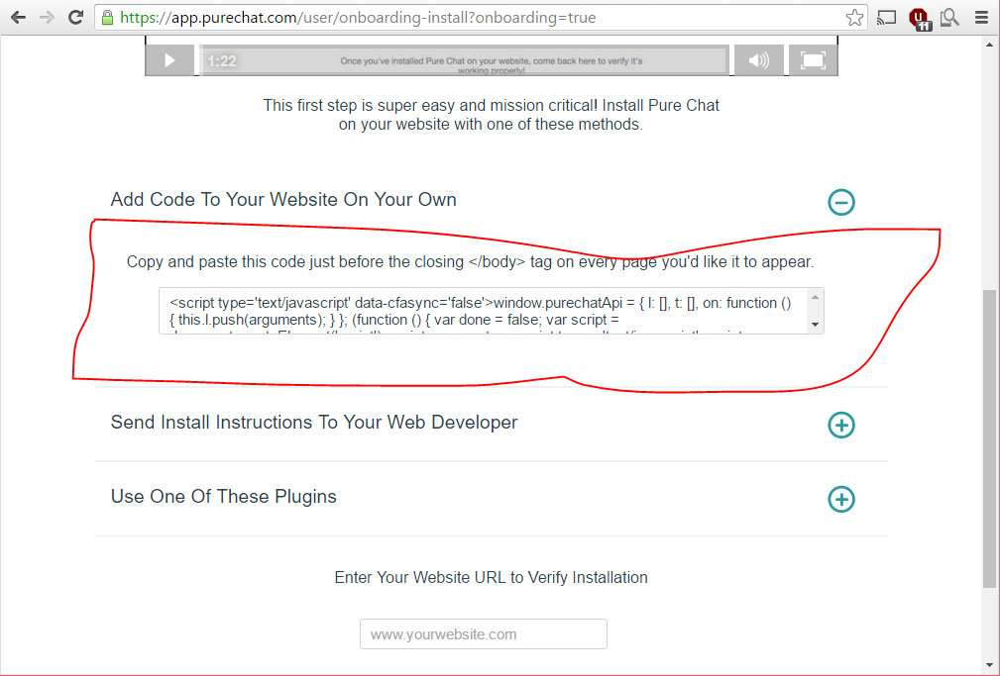 https://app.purechat.com/user/onboarding-install?onboarding=true
11
1:22
Once you've installed Pure Chat on your website, come back here to verify it's
working properly!
This first step is super easy and mission critical! Install Pure Chat
on your website with one of these methods.
Add Code To Your Website On Your Own
Copy and paste this code just before the closing </body> tag on every page you'd like it to appear.
<script type='text/javascript' data-cfasync='false'>window.purechatApi = { l: [], t: [], on: function ()
{ this.l.push(arguments); } }; (function () { var done = false; var script =
Send Install Instructions To Your Web Developer
Use One Of These Plugins
Enter Your Website URL to Verify Installation
www.yourwebsite.com